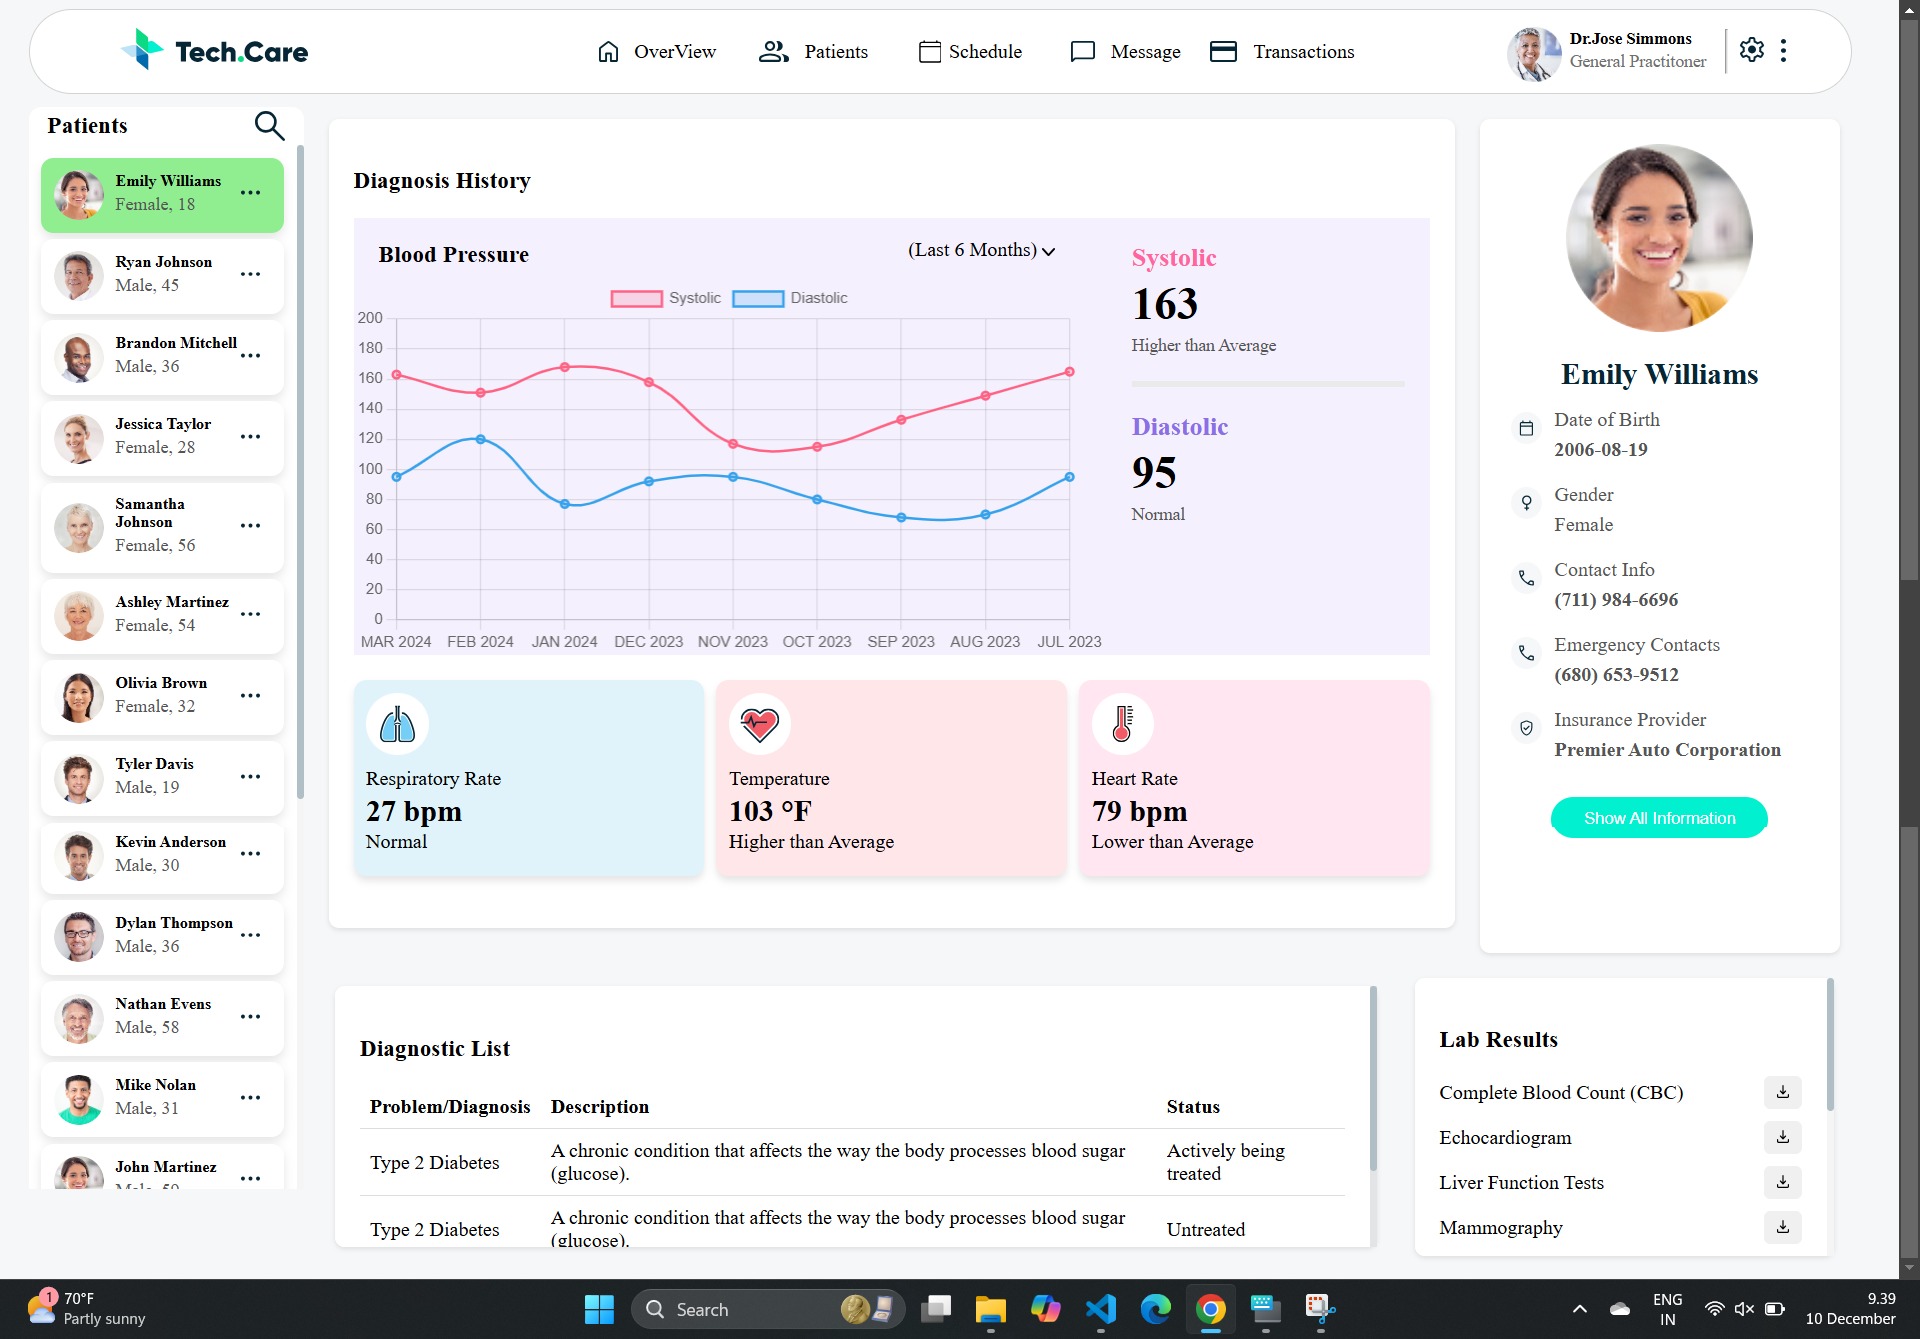 Tech.Care
OverView
Patients
Schedule
Message
Transactions
Dr.Jose Simmons
General Practitoner
Patients
Emily Williams
Female, 18
Ryan Johnson
Male, 45
Brandon Mitchell
Male, 36
Jessica Taylor
Female, 28
Samantha
Johnson
Female, 56
Ashley Martinez
Female, 54
Olivia Brown
Female, 32
Tyler Davis
Male, 19
Kevin Anderson
Male, 30
Dylan Thompson
Male, 36
Nathan Evens
Male, 58
Mike Nolan
Male, 31
John Martinez
Diagnosis History
Blood Pressure
(Last 6 Months)
Systolic
Diastolic
200
180
160
140
120
100
80
60
40
20
0
MAR 2024
FEB 2024
JAN 2024
DEC 2023
NOV 2023
OCT 2023
SEP 2023
AUG 2023
JUL 2023
Systolic
163
Higher than Average
Diastolic
95
Normal
Respiratory Rate
27 bpm
Normal
Temperature
103 °F
Higher than Average
Heart Rate
79 bpm
Lower than Average
Emily Williams
Date of Birth
2006-08-19
Gender
Female
Contact Info
(711) 984-6696
Emergency Contacts
(680) 653-9512
Insurance Provider
Premier Auto Corporation
Show All Information
Diagnostic List
Problem/Diagnosis Description Status
Type 2 Diabetes
A chronic condition that affects the way the body processes blood sugar
(glucose).
Actively being
treated
Type 2 Diabetes
A chronic condition that affects the way the body processes blood sugar
(glucose).
Untreated
Lab Results
Complete Blood Count (CBC)
Echocardiogram
Liver Function Tests
Mammography
1
70°F
Partly sunny
Search
ENG
IN
9.39
10 December